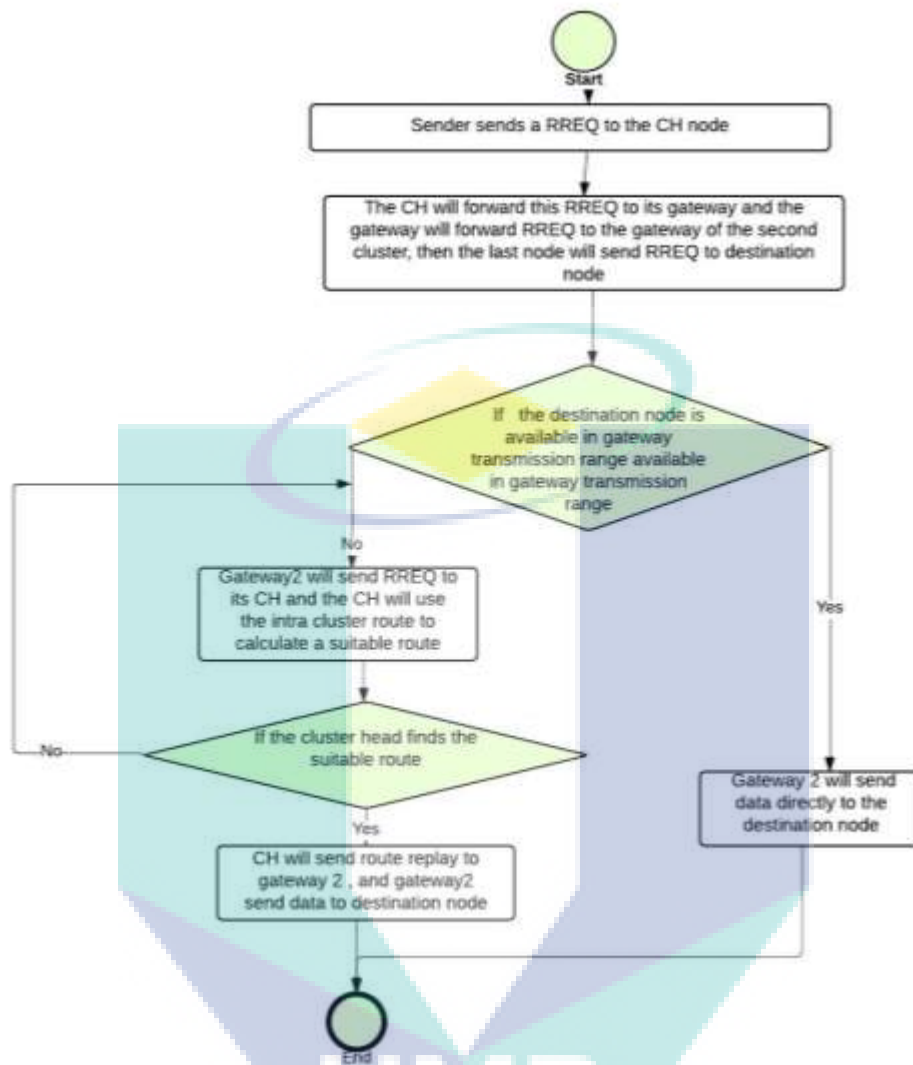 Start
Sender sends a RREQ to the CH node
The CH will forward this RREQ to its gateway and the
gateway will forward RREQ to the gateway of the second
cluster, then the last node will send RREQ to destination
node
If the destination node is
available in gateway
transmission range available
in gateway transmission
range
No
Yes
Gateway2 will send RREQ to
its CH and the CH will use
the intra cluster route to
calculate a suitable route
If the cluster head finds the
suitable route
No
Yes
Gateway 2 will send
data directly to the
destination node
CH will send route replay to
gateway 2 , and gateway2
send data to destination node
End